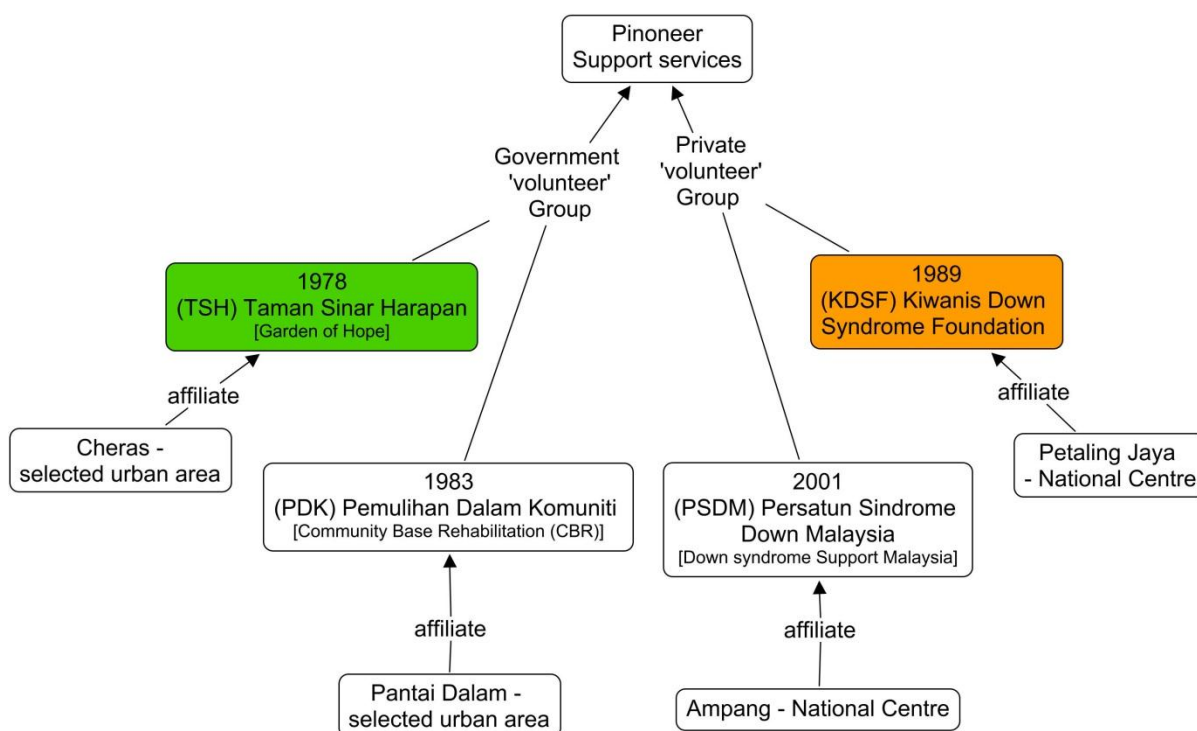 Pinoneer
Support services
Government
'volunteer'
Group
Private
'volunteer'
Group
1978
(TSH) Taman Sinar Harapan
[Garden of Hope]
1989
(KDSF) Kiwanis Down
Syndrome Foundation
affiliate
affiliate
Cheras -
selected urban area
Petaling Jaya
- National Centre
1983
(PDK) Pemulihan Dalam Komuniti
[Community Base Rehabilitation (CBR)]
2001
(PSDM) Persatun Sindrome
Down Malaysia
[Down syndrome Support Malaysia]
affiliate
affiliate
Pantai Dalam -
selected urban area
Ampang - National Centre